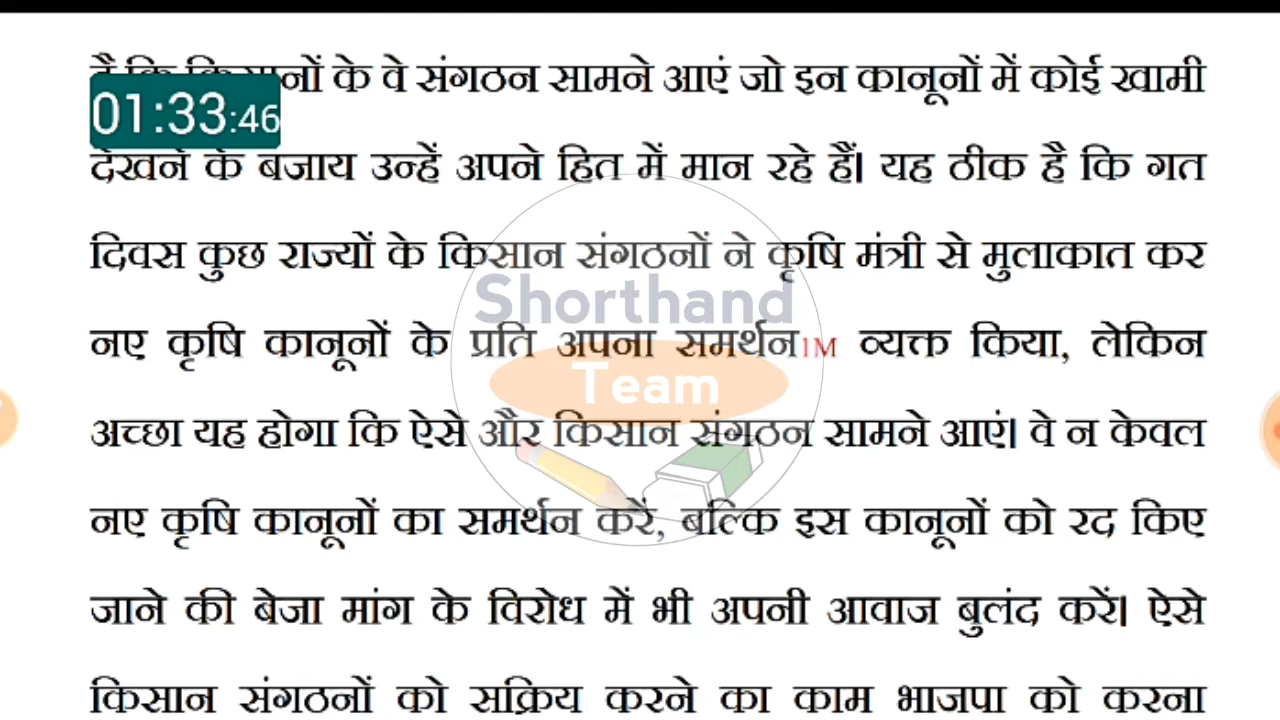 है कि किसानों के वे संगठन सामने आएं जो इन कानूनों में कोई खामी
01:33:46
देखने के बजाय उन्हें अपने हित में मान रहे हैं। यह ठीक है कि गत
दिवस कुछ राज्यों के किसान संगठनों ने कृषि मंत्री से मुलाकात कर
Shorthand
नए कृषि कानूनों के प्रति अपना समर्थन1M व्यक्त किया, लेकिन
Team
अच्छा यह होगा कि ऐसे और किसान संगठन सामने आएं। वे न केवल
नए कृषि कानूनों का समर्थन करें, बल्कि इस कानूनों को रद किए
जाने की बेजा मांग के विरोध में भी अपनी आवाज बुलंद करें। ऐसे
किसान संगठनों को सक्रिय करने का काम भाजपा को करना